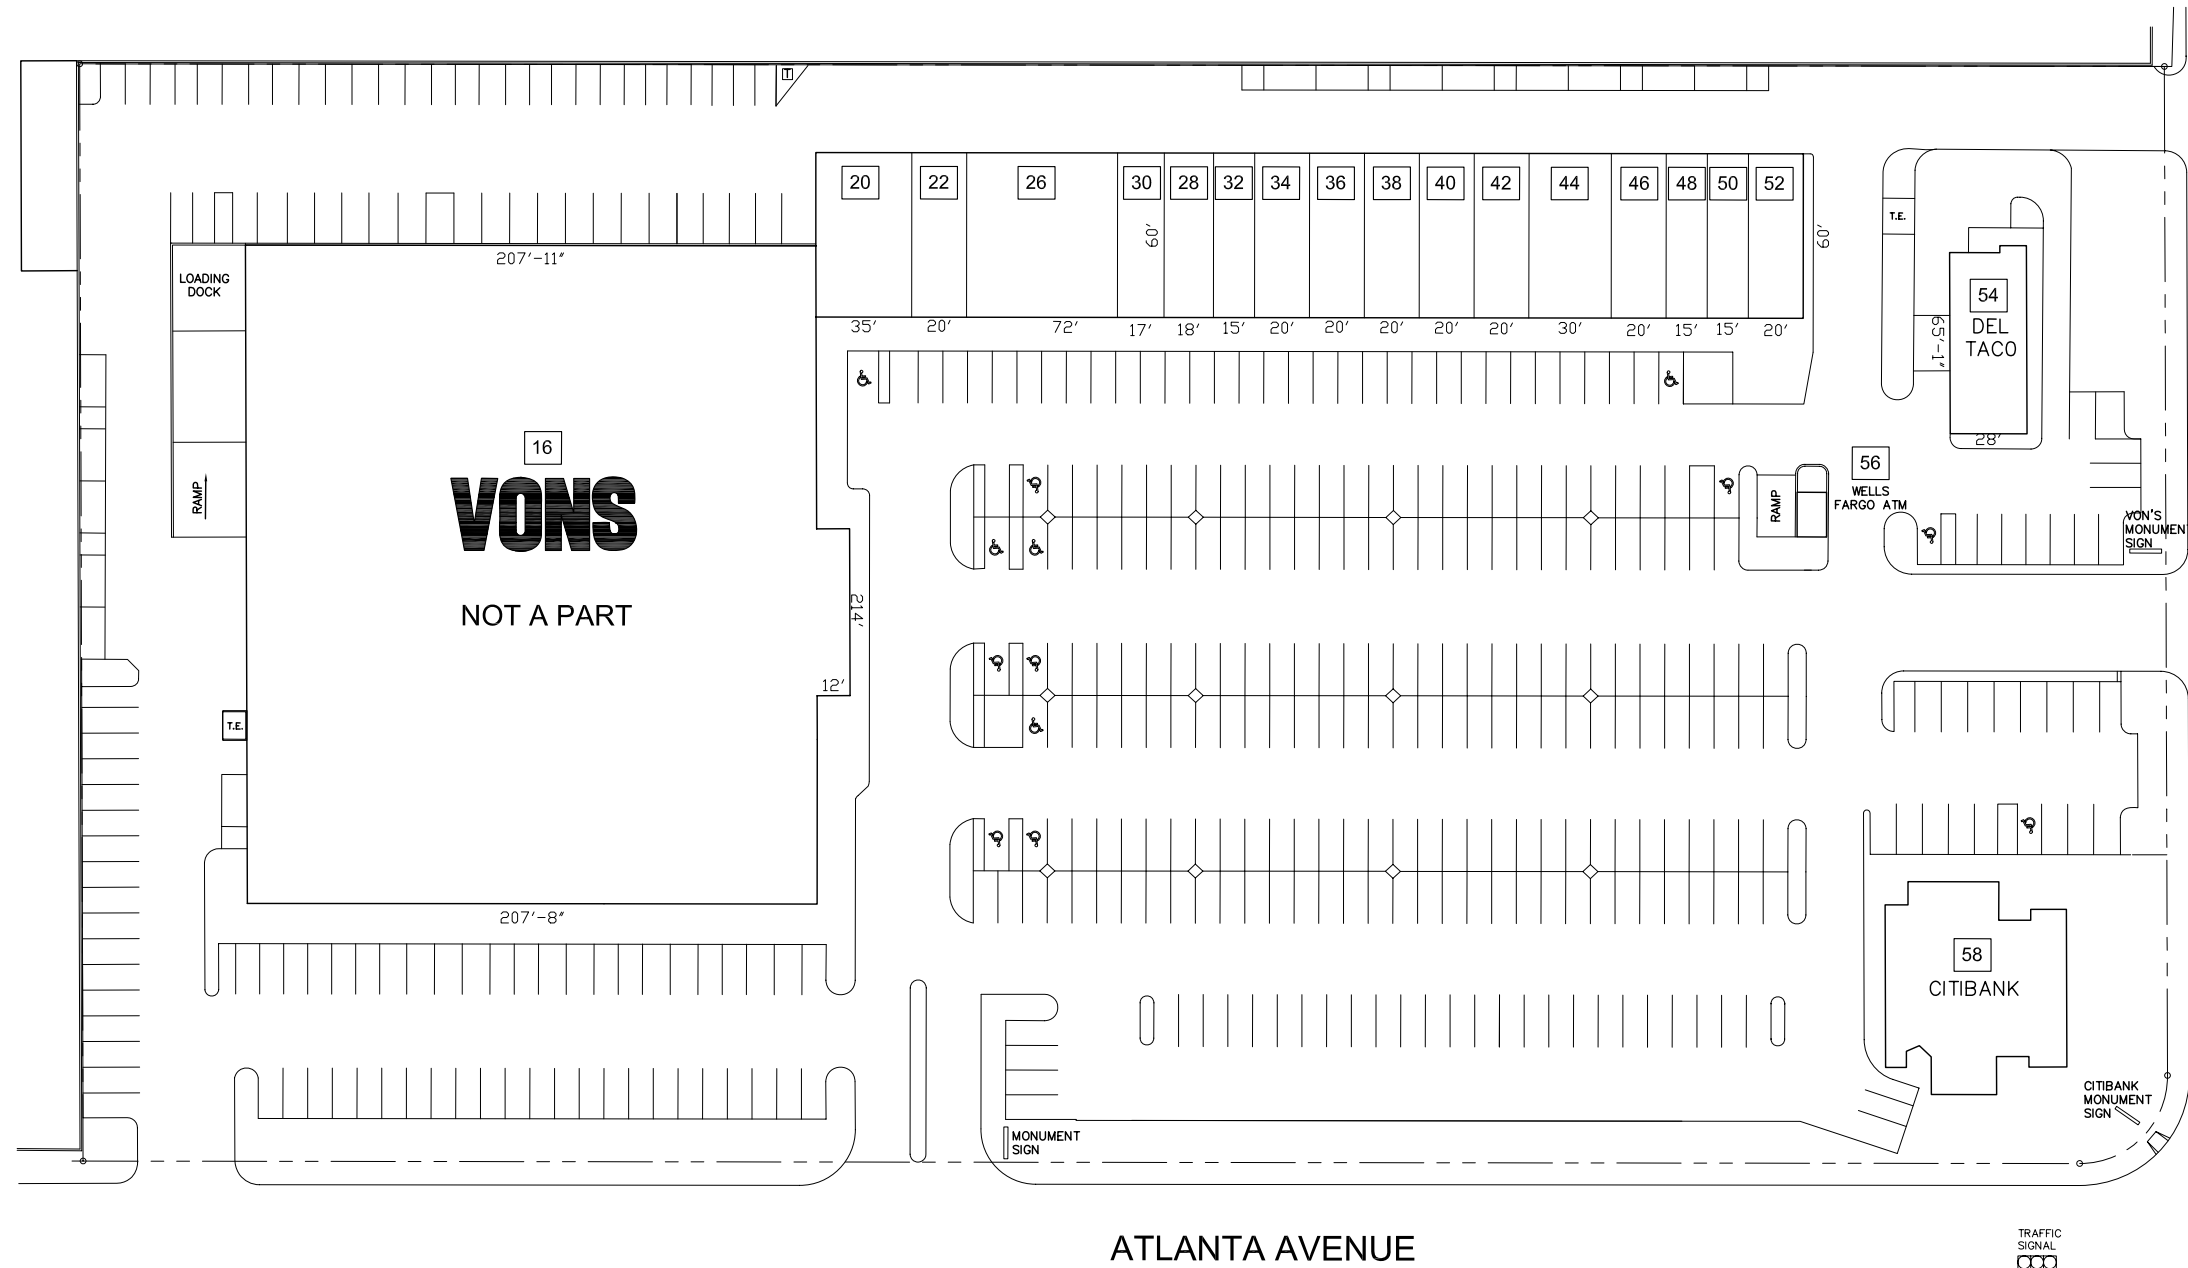 T
20
22
26
30
28
32
34
36
38
40
42
44
46
48
50
52
60'
60'
35'
20'
72'
17'
18'
15'
20'
20'
20'
20'
20'
30'
20'
15'
15'
20'
207'-11"
LOADING
DOCK
RAMP
16
VONS
NOT A PART
214'
12'
T.E.
207'-8"
T.E.
54
DEL
TACO
65'-1"
28'
56
WELLS
FARGO ATM
RAMP
VON'S
MONUMENT
SIGN
58
CITIBANK
CITIBANK
MONUMENT
SIGN
MONUMENT
SIGN
ATLANTA AVENUE
TRAFFIC
SIGNAL